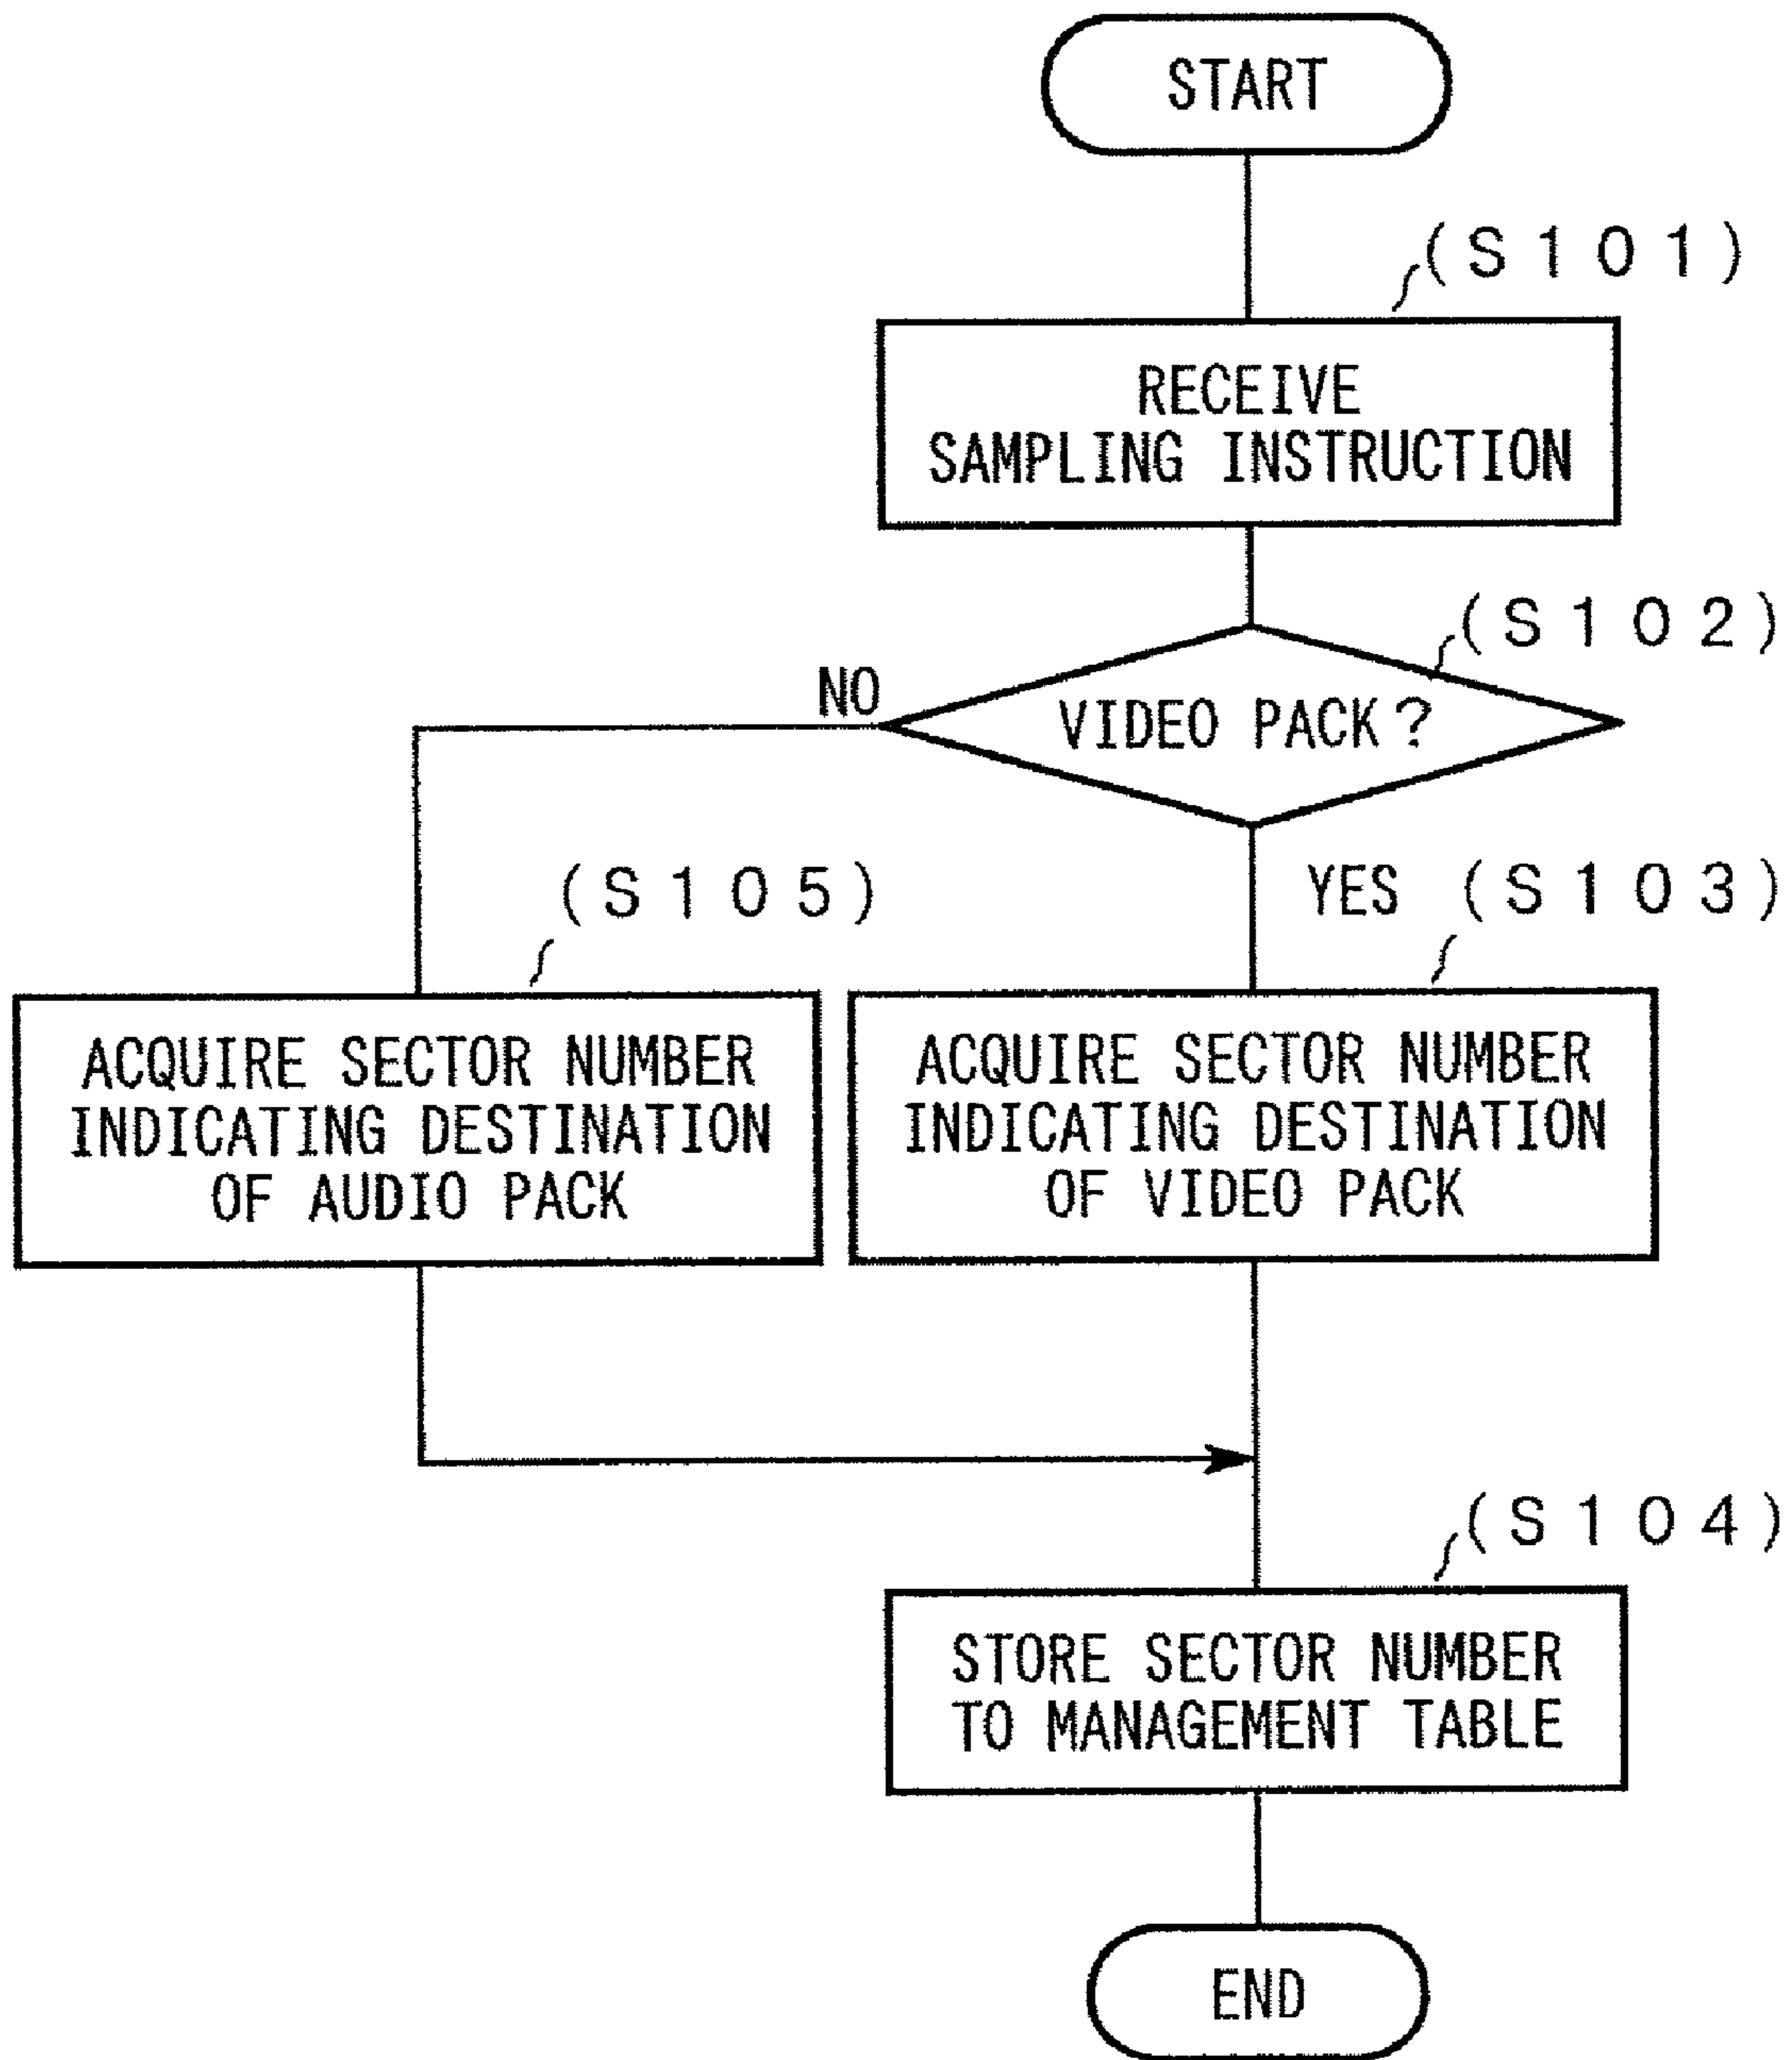 START
(S101)
RECEIVE
SAMPLING INSTRUCTION
(S102)
NO
VIDEO PACK?
(S105)
YES (S103)
ACQUIRE SECTOR NUMBER
INDICATING DESTINATION
OF AUDIO PACK
ACQUIRE SECTOR NUMBER
INDICATING DESTINATION
OF VIDEO PACK
(S104)
STORE SECTOR NUMBER
TO MANAGEMENT TABLE
END